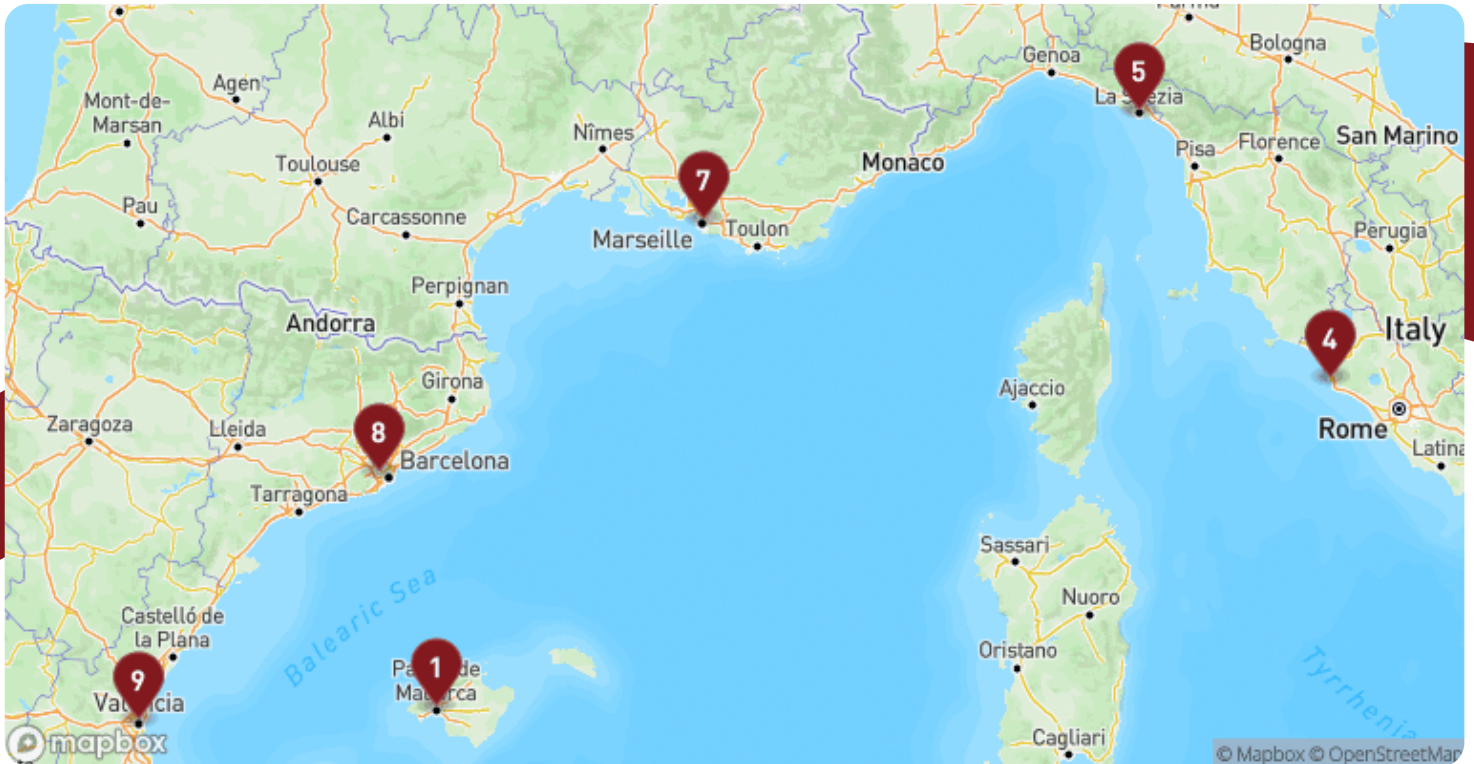 Parma
Genoa
Bologna
5
La Spezia
Agen
Mont-de-
Marsan
Albi
Nîmes
San Marino
Florence
Pisa
Toulouse
Monaco
7
Pau
Carcassonne
Marseille
Toulon
Perugia
Perpignan
Andorra
4
Italy
Girona
Ajaccio
Zaragoza
Lleida
8
Barcelona
Rome
Latina
Tarragona
Sassari
Balearic Sea
Nuoro
Castelló de
la Plana
Oristano
1
Palma de
Mallorca
9
València
Tyrrhenia
Cagliari
mapbox
© Mapbox © OpenStreetMap